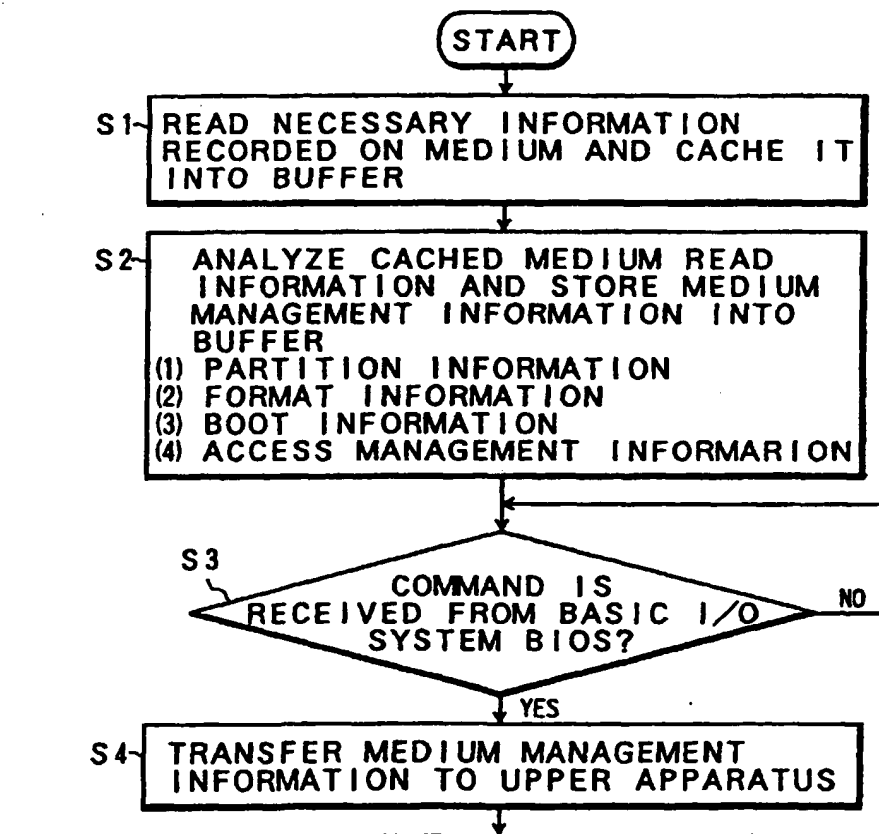 START
S1 READ NECESSARY INFORMATION
RECORDED ON MEDIUM AND CACHE IT
INTO BUFFER
S2 ANALYZE CACHED MEDIUM READ
INFORMATION AND STORE MEDIUM
MANAGEMENT INFORMATION INTO
BUFFER
(1) PARTITION INFORMATION
(2) FORMAT INFORMATION
(3) BOOT INFORMATION
(4) ACCESS MANAGEMENT INFORMARION
S3
COMMAND IS
RECEIVED FROM BASIC I/O
SYSTEM BIOS?
NO
YES
S4 TRANSFER MEDIUM MANAGEMENT
INFORMATION TO UPPER APPARATUS